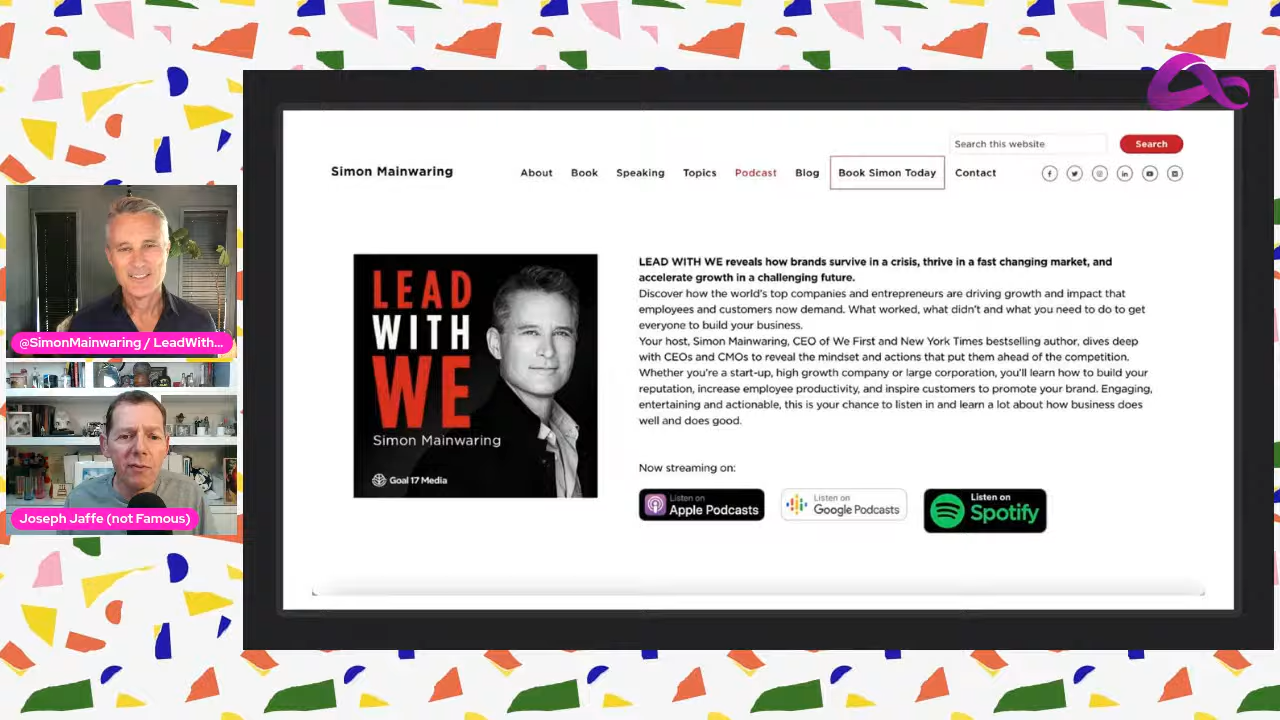 Search this website
Search
Simon Mainwaring
About
Book
Speaking
Topics
Podcast
Blog
Book Simon Today
Contact
LEAD
WITH
WE
Simon Mainwaring
Goal 17 Media
LEAD WITH WE reveals how brands survive in a crisis, thrive in a fast changing market, and
accelerate growth in a challenging future.
Discover how the world's top companies and entrepreneurs are driving growth and impact that
employees and customers now demand. What worked, what didn't and what you need to do to get
everyone to build your business.
Your host, Simon Mainwaring, CEO of We First and New York Times bestselling author, dives deep
with CEOs and CMOs to reveal the mindset and actions that put them ahead of the competition.
Whether you're a start-up, high growth company or large corporation, you'll learn how to build your
reputation, increase employee productivity, and inspire customers to promote your brand. Engaging,
entertaining and actionable, this is your chance to listen in and learn a lot about how business does
well and does good.
Now streaming on:
Listen on
Apple Podcasts
Listen on
Google Podcasts
Listen on
Spotify
@SimonMainwaring / LeadWith...
Joseph Jaffe (not Famous)